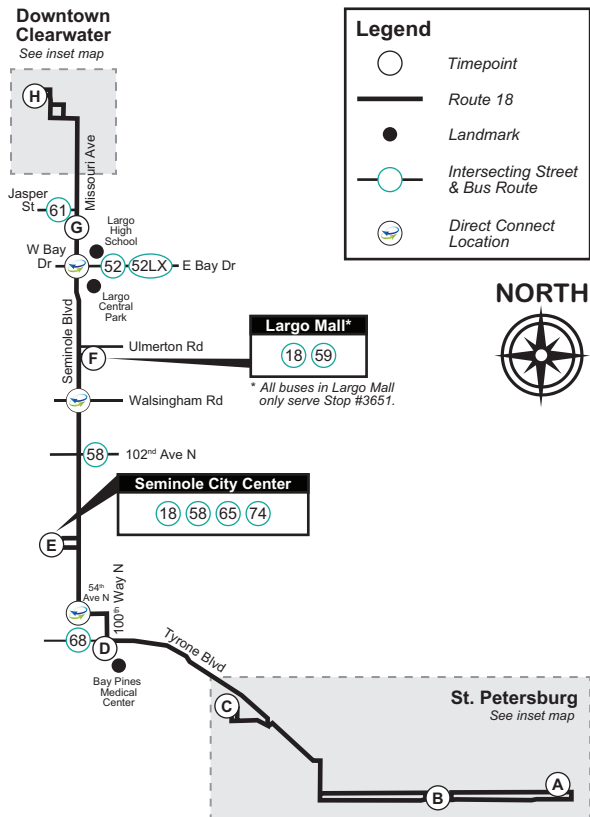 Downtown
Clearwater
See inset map
H
Missouri Ave
Jasper
St
61
G
Largo
High
School
W Bay
Dr
52
52LX
E Bay Dr
Largo
Central
Park
Seminole Blvd
Ulmerton Rd
F
Largo Mall*
18 59
* All buses in Largo Mall
only serve Stop #3651.
Walsingham Rd
58
102nd Ave N
Seminole City Center
18 58 65 74
E
54th
Ave N
100th Way N
68
D
Bay Pines
Medical
Center
Tyrone Blvd
C
St. Petersburg
See inset map
B
A
Legend
Timepoint
Route 18
Landmark
Intersecting Street
& Bus Route
Direct Connect
Location
NORTH